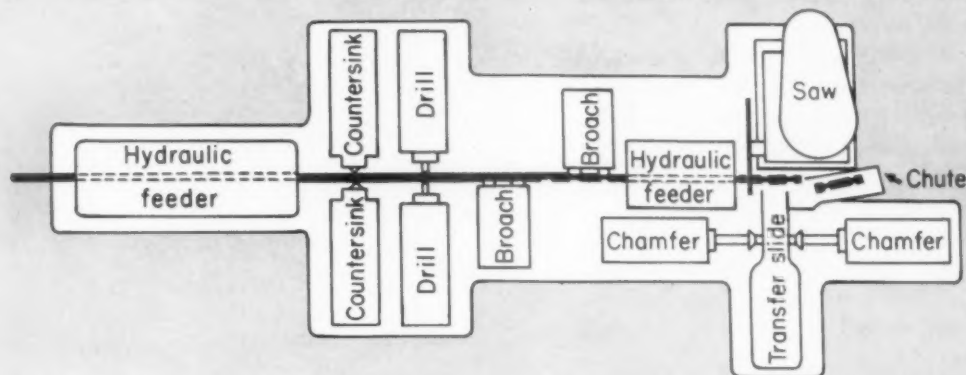 Hydraulic
feeder
Countersink
Countersink
Drill
Drill
Broach
Broach
Hydraulic
feeder
Saw
Chute
Chamfer
Chamfer
Transfer slide